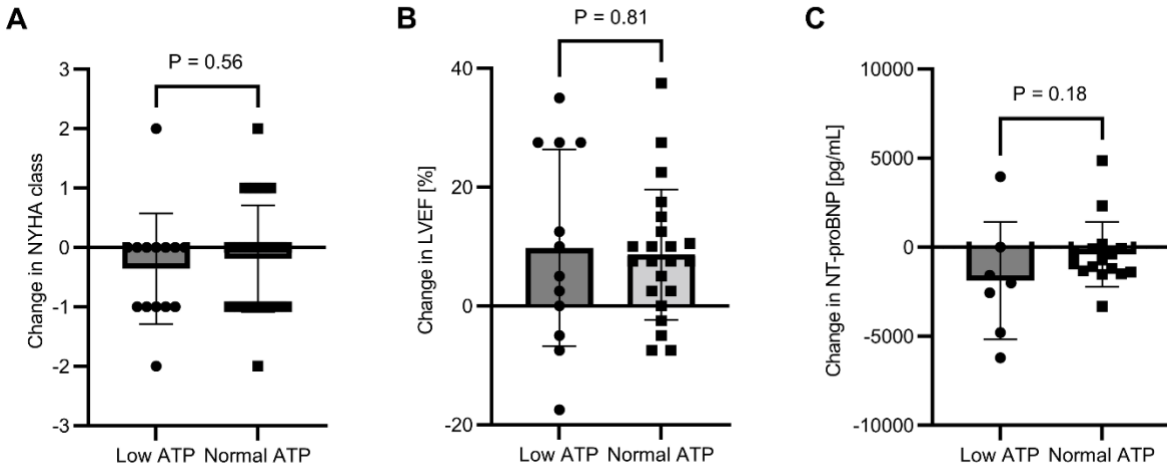 A
P = 0.56
Change in NYHA class
3
2
1
0
-1
-2
-3
Low ATP Normal ATP
B
P = 0.81
Change in LVEF [%]
40
20
0
-20
Low ATP Normal ATP
C
P = 0.18
Change in NT-proBNP [pg/mL]
10000
5000
0
-5000
-10000
Low ATP Normal ATP